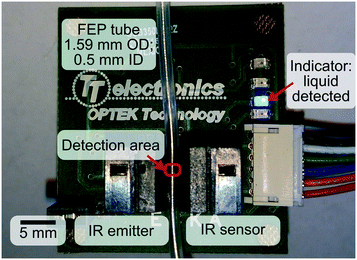 FEP tube
1.59 mm OD;
0.5 mm ID
TT electronics
OPTEK Technology
Indicator:
liquid
detected
Detection area
E K A
5 mm
IR emitter
IR sensor